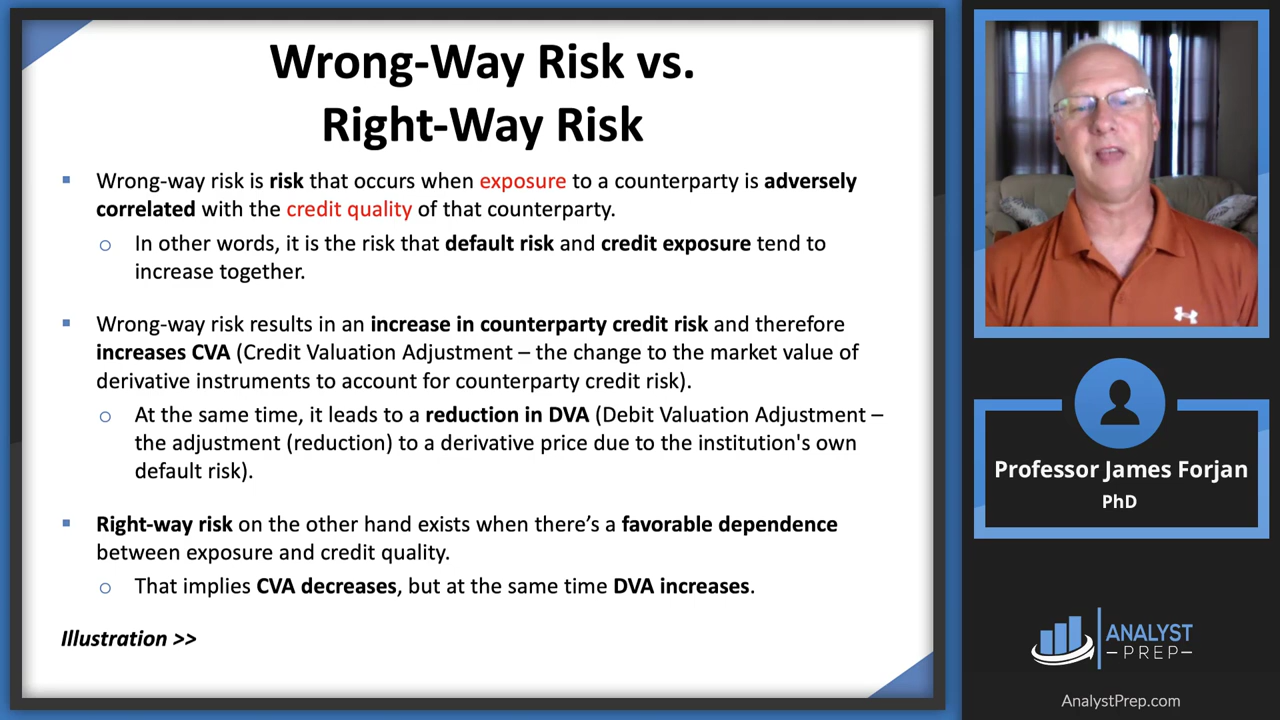 Wrong-Way Risk vs.
Right-Way Risk
Wrong-way risk is risk that occurs when exposure to a counterparty is adversely
correlated with the credit quality of that counterparty.
In other words, it is the risk that default risk and credit exposure tend to
increase together.
Wrong-way risk results in an increase in counterparty credit risk and therefore
increases CVA (Credit Valuation Adjustment – the change to the market value of
derivative instruments to account for counterparty credit risk).
At the same time, it leads to a reduction in DVA (Debit Valuation Adjustment –
the adjustment (reduction) to a derivative price due to the institution's own
default risk).
Right-way risk on the other hand exists when there’s a favorable dependence
between exposure and credit quality.
That implies CVA decreases, but at the same time DVA increases.
Illustration >>
Professor James Forjan
PhD
ANALYST
–PREP–
AnalystPrep.com